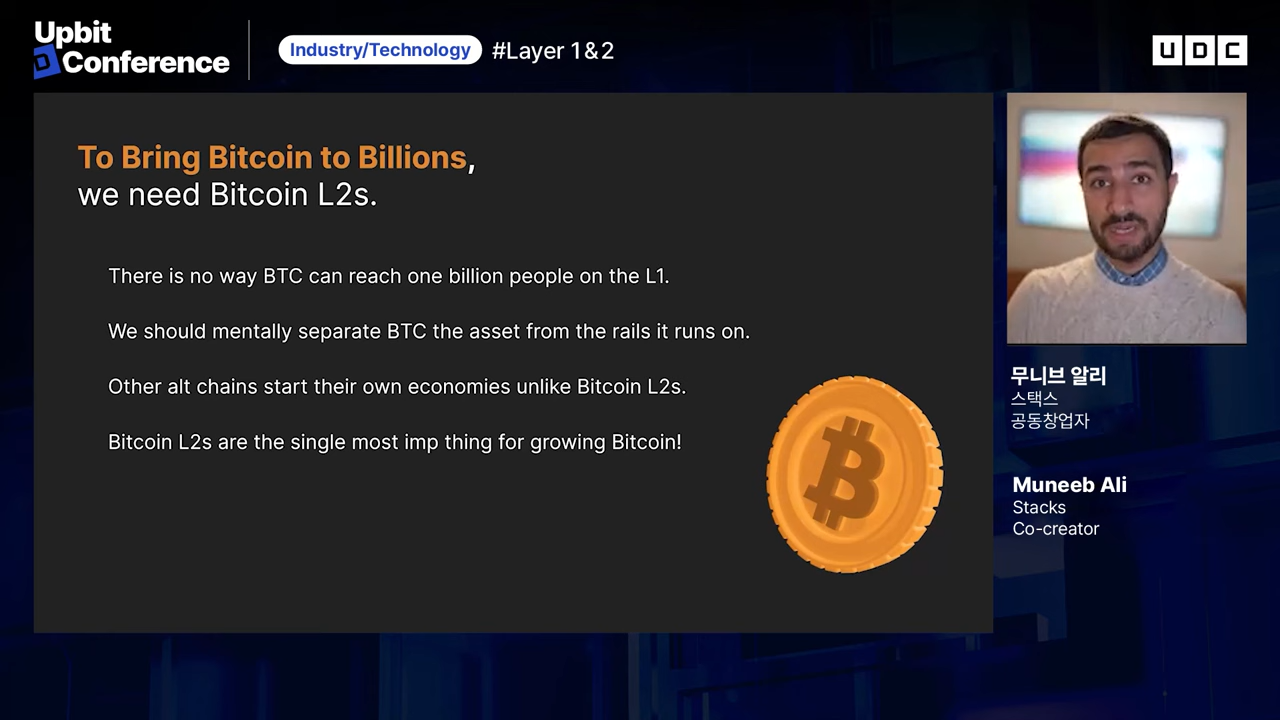 Upbit
D Conference
Industry/Technology #Layer 1&2
UDC
To Bring Bitcoin to Billions,
we need Bitcoin L2s.
There is no way BTC can reach one billion people on the L1.
We should mentally separate BTC the asset from the rails it runs on.
Other alt chains start their own economies unlike Bitcoin L2s.
Bitcoin L2s are the single most imp thing for growing Bitcoin!
무니브 알리
스택스
공동창업자
Muneeb Ali
Stacks
Co-creator